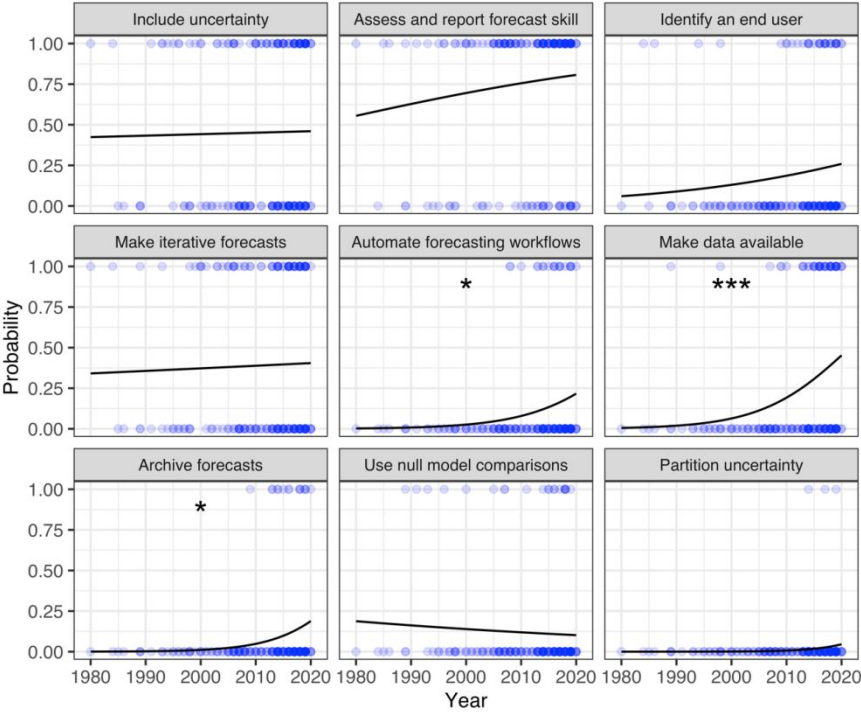 Include uncertainty
Assess and report forecast skill
Identify an end user
1.00
0.75
0.50
0.25
0.00
Make iterative forecasts
Automate forecasting workflows
Make data available
1.00
0.75
0.50
0.25
0.00
*
***
Probability
Archive forecasts
Use null model comparisons
Partition uncertainty
1.00
0.75
0.50
0.25
0.00
*
1980 1990 2000 2010 2020 1980 1990 2000 2010 2020 1980 1990 2000 2010 2020
Year